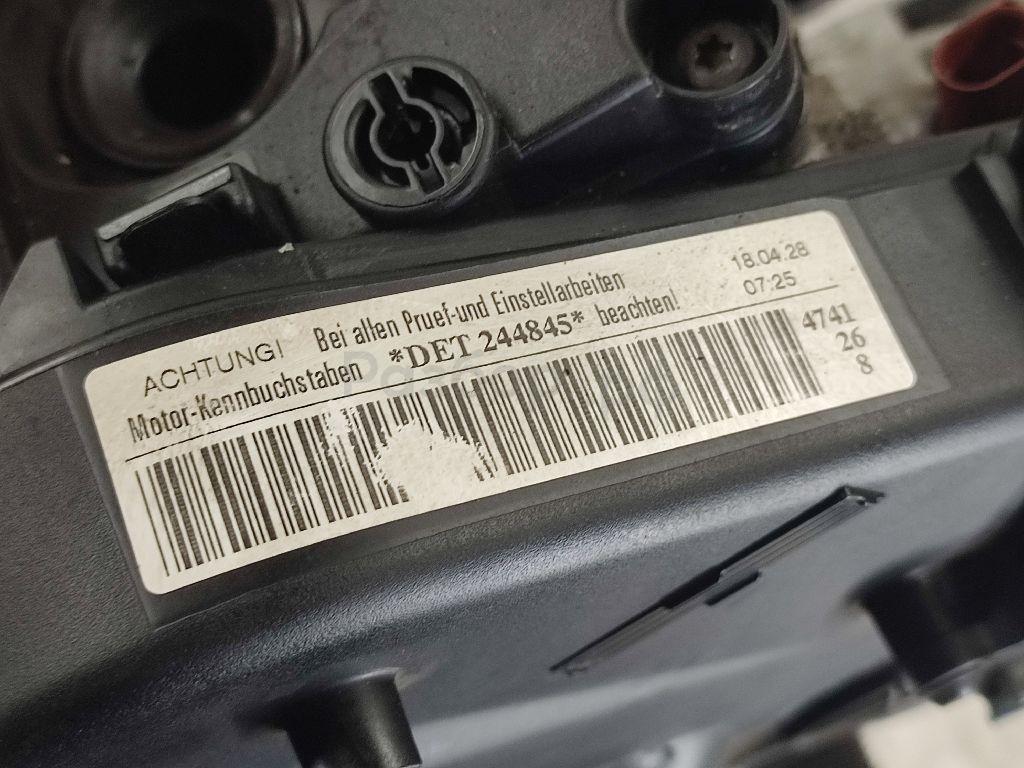 ACHTUNG! Bei allen Pruef-und Einstellarbeiten 18.04.28
Motor-Kennbuchstaben *DET 244845* beachten! 07:25
4741
26
8